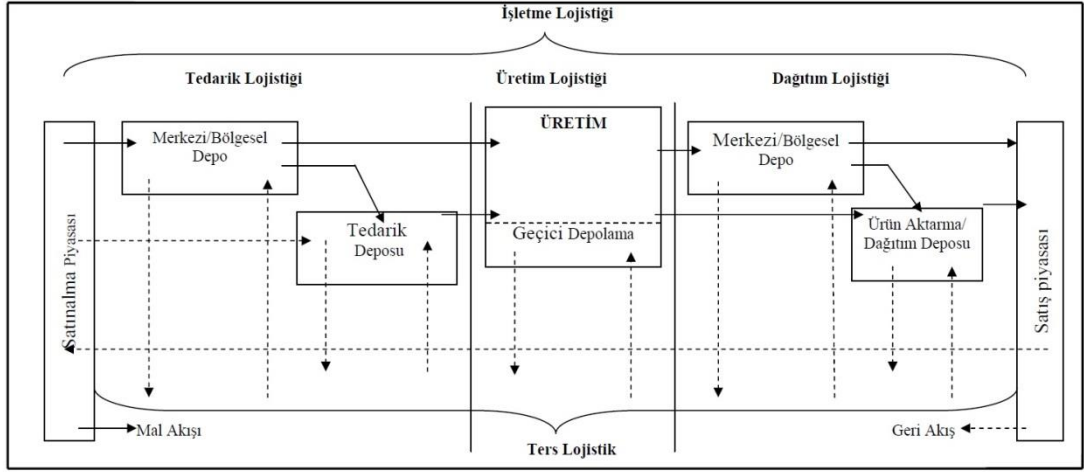 İşletme Lojistiği
Tedarik Lojistiği
Üretim Lojistiği
Dağıtım Lojistiği
Satınalma Piyasası
Merkezi/Bölgesel
Depo
Tedarik
Deposu
ÜRETİM
Geçici Depolama
Merkezi/Bölgesel
Depo
Ürün Aktarma/
Dağıtım Deposu
Satış piyasası
Mal Akışı
Geri Akış
Ters Lojistik